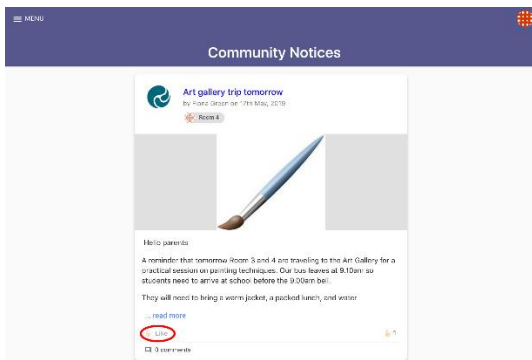 MENU
Community Notices
Art gallery trip tomorrow
by Fiona Green on 17th May, 2019
Room 4
Hello parents
A reminder that tomorrow Room 3 and 4 are traveling to the Art Gallery for a
practical session on painting techniques. Our bus leaves at 9.10am so
students need to arrive at school before the 9.00am bell.
They will need to bring a warm jacket, a packed lunch, and water
... read more
Like
0 comments